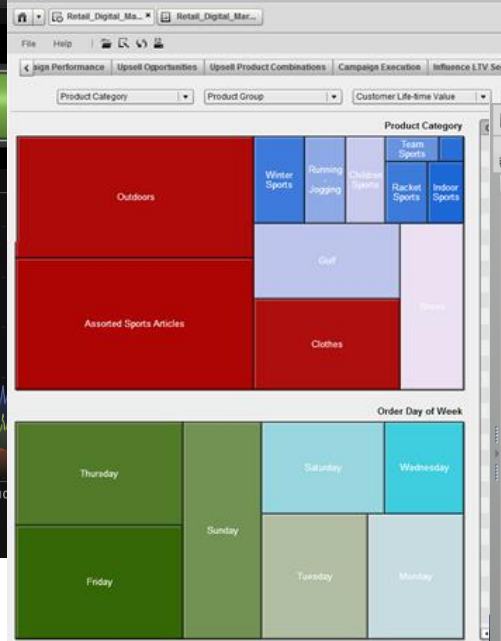 Retail_Digital_Ma...
Retail_Digital_Mar...
File Help
sign Performance Upsell Opportunities Upsell Product Combinations Campaign Execution Influence LTV Se
Product Category Product Group Customer Life-time Value
Product Category
Outdoors
Winter
Sports
Running
-
Jogging
Children
Sports
Team
Sports
Racket
Sports
Indoor
Sports
Golf
Assorted Sports Articles
Clothes
Shoes
Order Day of Week
Thursday
Saturday
Wednesday
Sunday
Friday
Tuesday
Monday